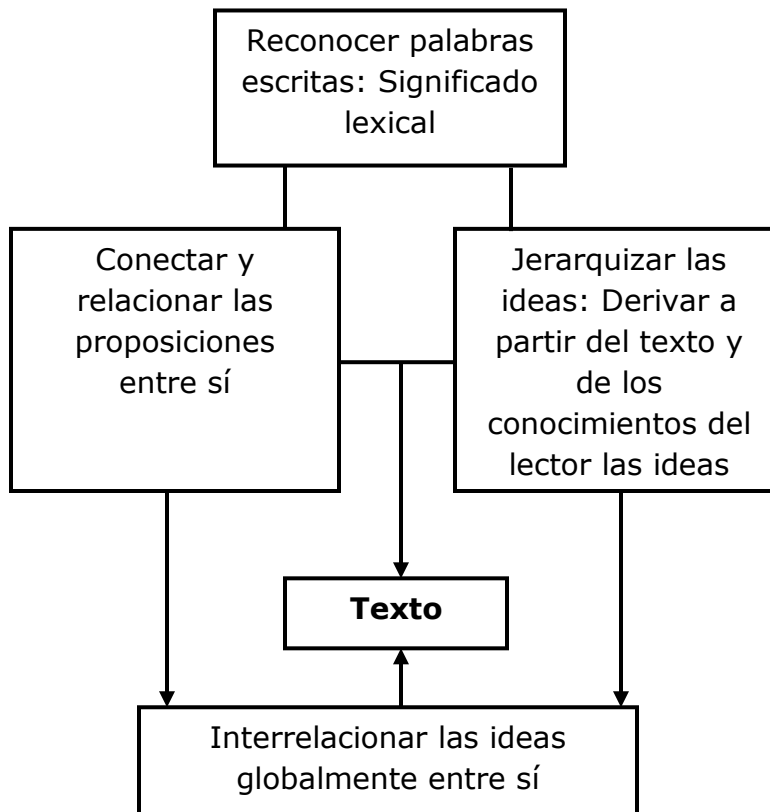 Reconocer palabras
escritas: Significado
lexical
Conectar y
relacionar las
proposiciones
entre sí
Jerarquizar las
ideas: Derivar a
partir del texto y
de los
conocimientos del
lector las ideas
Texto
Interrelacionar las ideas
globalmente entre sí